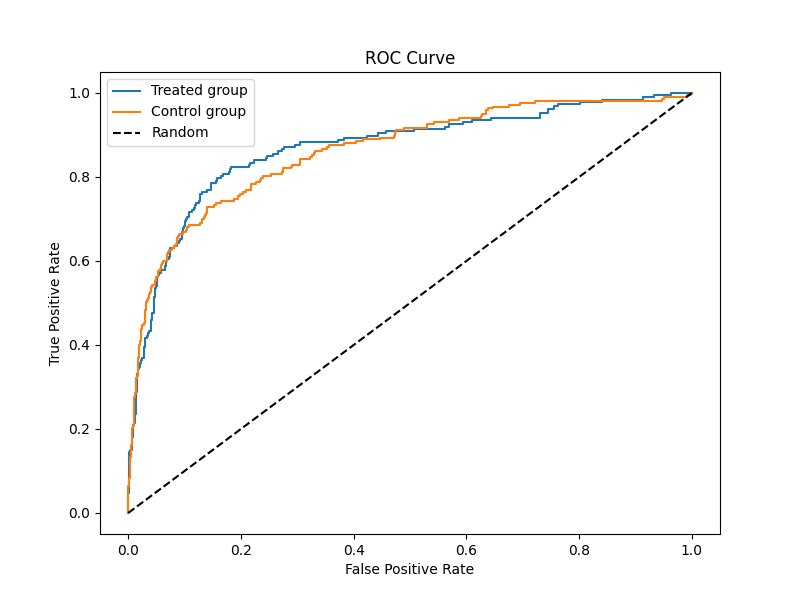 ROC Curve
Treated group
Control group
Random
True Positive Rate
1.0
0.8
0.6
0.4
0.2
0.0
0.0 0.2 0.4 0.6 0.8 1.0
False Positive Rate